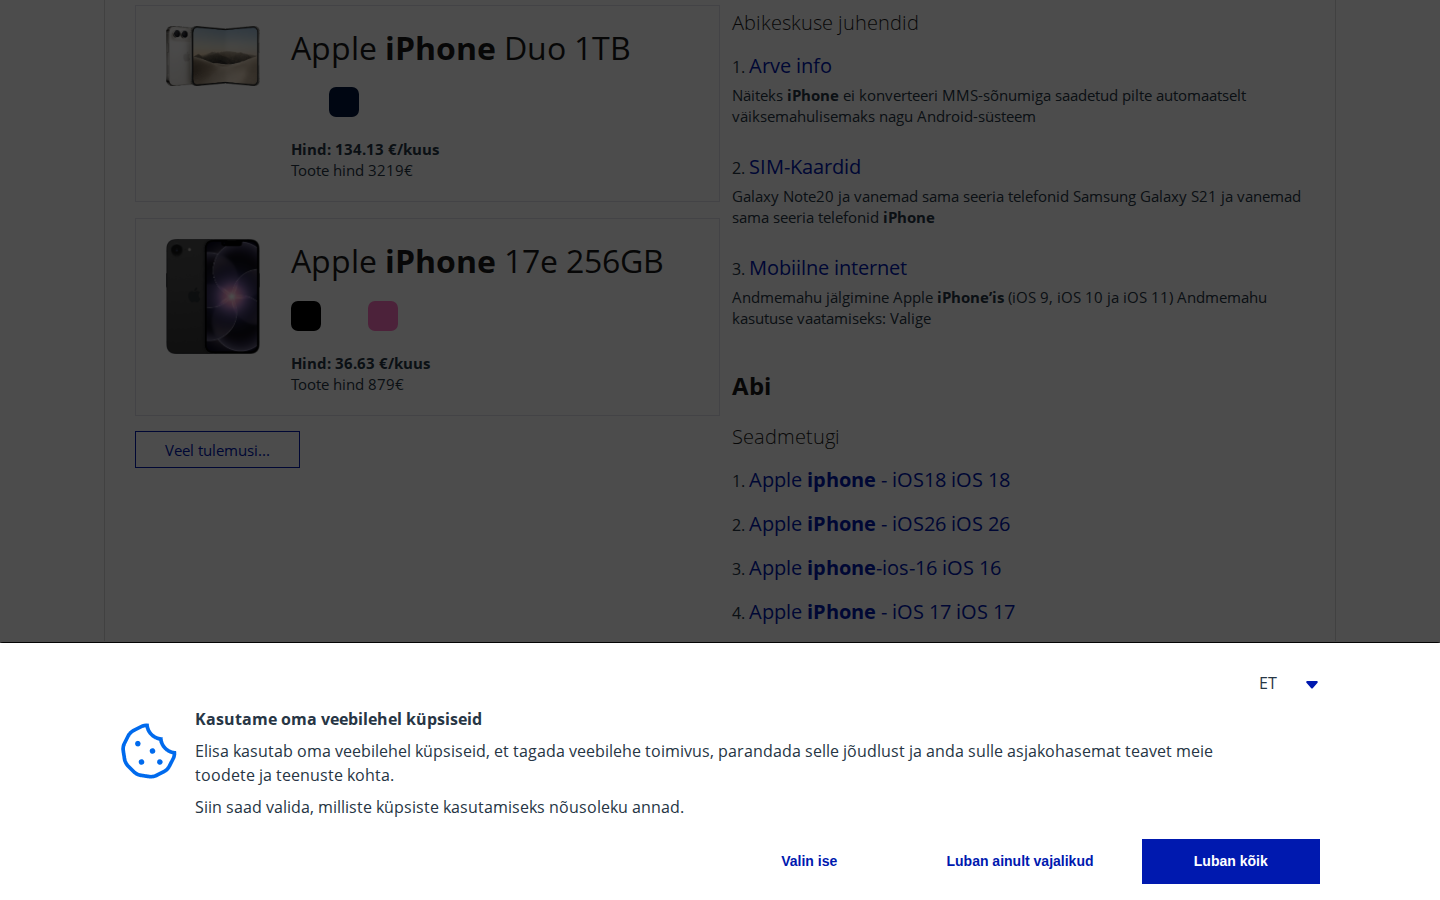 Apple iPhone Duo 1TB
Hind: 134.13 €/kuus
Toote hind 3219€
Apple iPhone 17e 256GB
Hind: 36.63 €/kuus
Toote hind 879€
Veel tulemusi...
Abikeskuse juhendid
1. Arve info
Näiteks iPhone ei konverteeri MMS-sõnumiga saadetud pilte automaatselt
väiksemahulisemaks nagu Android-süsteem
2. SIM-Kaardid
Galaxy Note20 ja vanemad sama seeria telefonid Samsung Galaxy S21 ja vanemad
sama seeria telefonid iPhone
3. Mobiilne internet
Andmemahu jälgimine Apple iPhone’is (iOS 9, iOS 10 ja iOS 11) Andmemahu
kasutuse vaatamiseks: Valige
Abi
Seadmetugi
1. Apple iphone - iOS18 iOS 18
2. Apple iPhone - iOS26 iOS 26
3. Apple iphone-ios-16 iOS 16
4. Apple iPhone - iOS 17 iOS 17
ET
Kasutame oma veebilehel küpsiseid
Elisa kasutab oma veebilehel küpsiseid, et tagada veebilehe toimivus, parandada selle jõudlust ja anda sulle asjakohasemat teavet meie
toodete ja teenuste kohta.
Siin saad valida, milliste küpsiste kasutamiseks nõusoleku annad.
Valin ise
Luban ainult vajalikud
Luban kõik